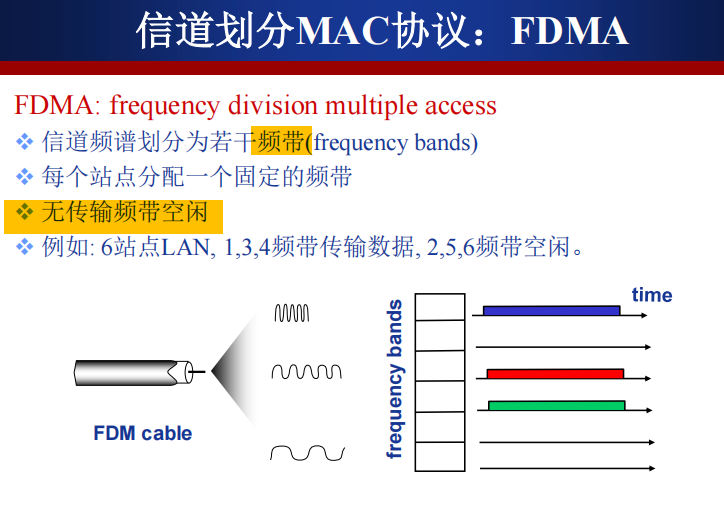 信道划分MAC协议：FDMA
FDMA: frequency division multiple access
信道频谱划分为若干频带(frequency bands)
每个站点分配一个固定的频带
无传输频带空闲
例如: 6站点LAN, 1,3,4频带传输数据, 2,5,6频带空闲。
FDM cable
frequency bands
time